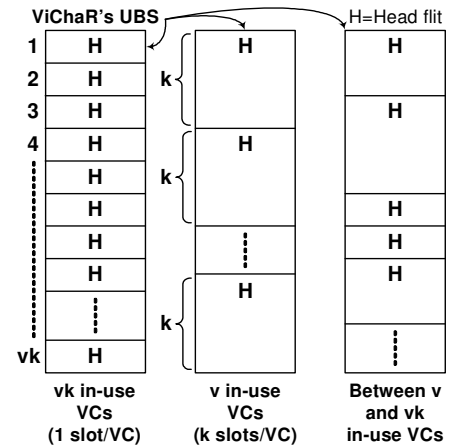 ViChaR's UBS
H=Head flit
1 H
2 H
3 H
4 H
H
H
H
H
vk H
k H
k H
k H
H
H
H
H
H
vk in-use
VCs
(1 slot/VC)
v in-use
VCs
(k slots/VC)
Between v
and vk
in-use VCs